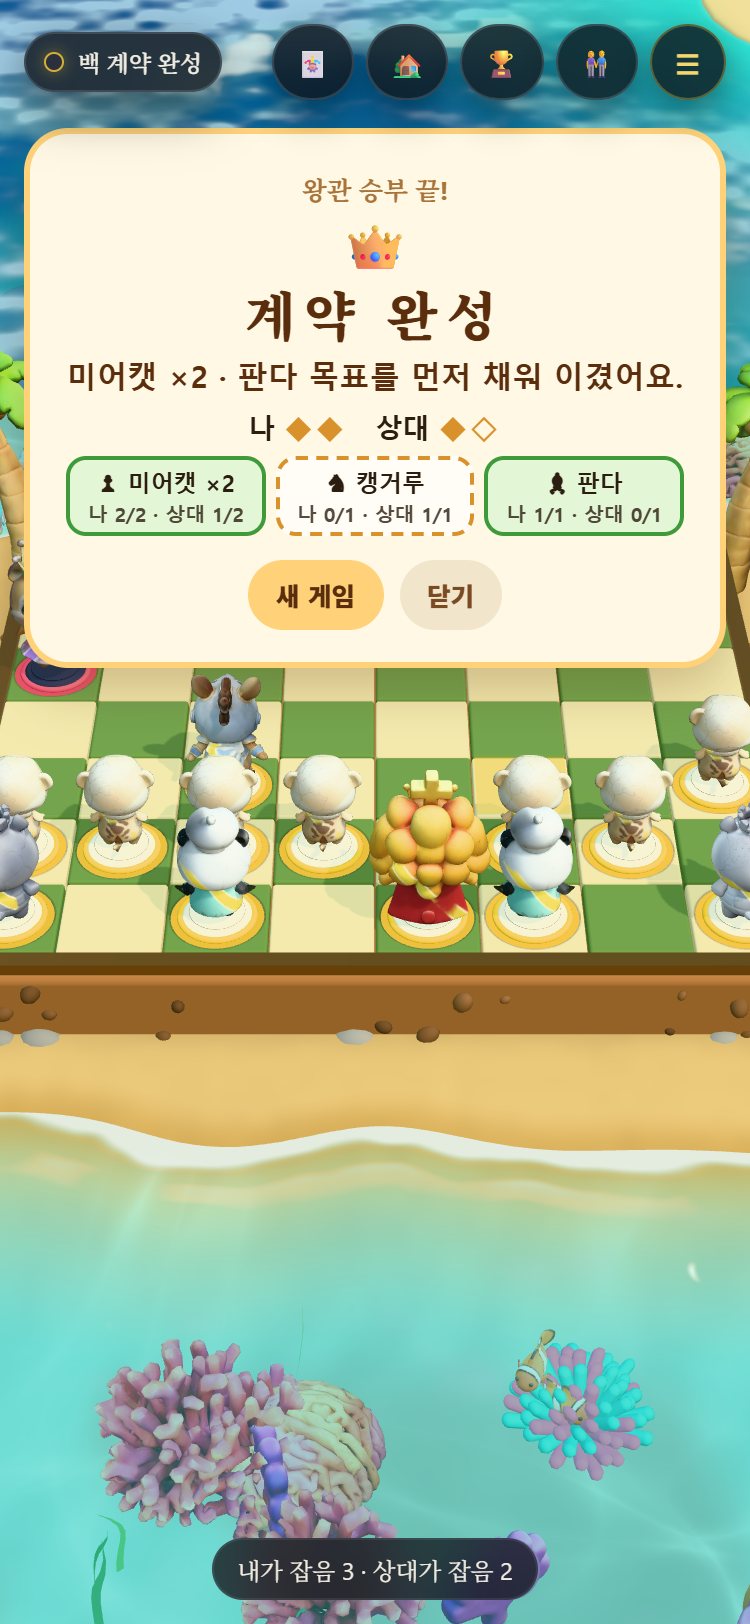 백 계약 완성
왕관 승부 끝!
계약 완성
미어캣 ×2 · 판다 목표를 먼저 채워 이겼어요.
나 ◆◆ 상대 ◆◇
♟ 미어캣 ×2
나 2/2 · 상대 1/2
♞ 캥거루
나 0/1 · 상대 1/1
♝ 판다
나 1/1 · 상대 0/1
새 게임
닫기
내가 잡음 3 · 상대가 잡음 2